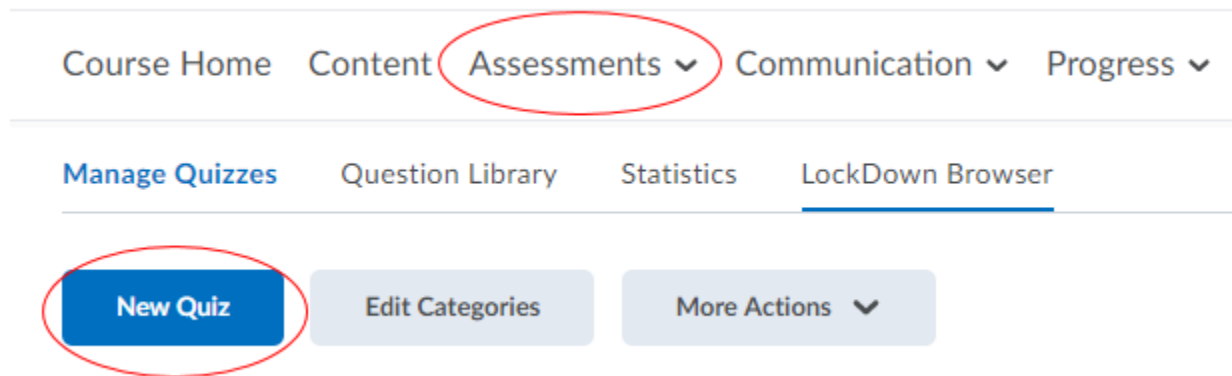 Course Home Content Assessments Communication Progress
Manage Quizzes Question Library Statistics LockDown Browser
New Quiz Edit Categories More Actions